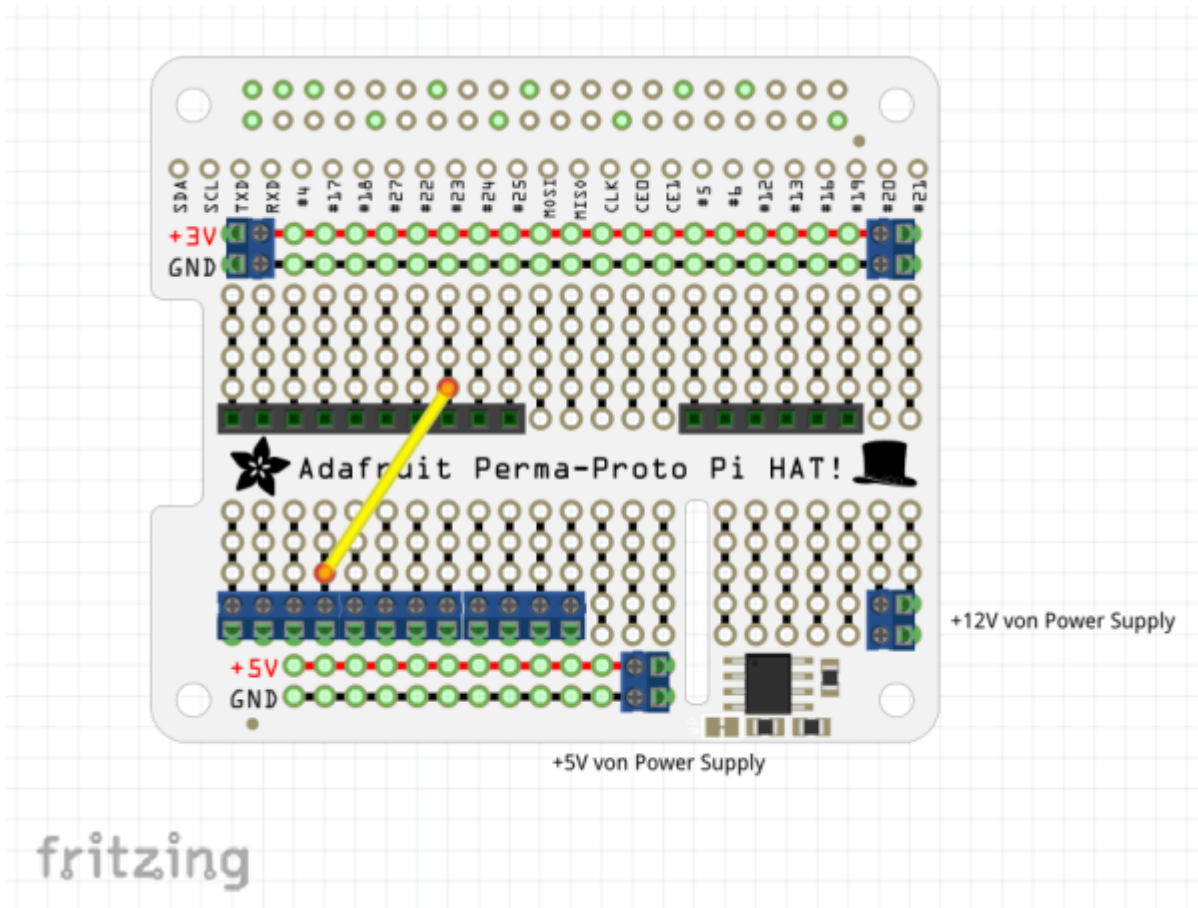 SDA SCL TXD RXD #4 #17 #18 #27 #22 #23 #24 #25 MOSI MISO CLK CE0 CE1 #5 #6 #12 #13 #16 #19 #20 #21
+3V
GND
Adafruit Perma-Proto Pi HAT!
+12V von Power Supply
+5V
GND
+5V von Power Supply
fritzing